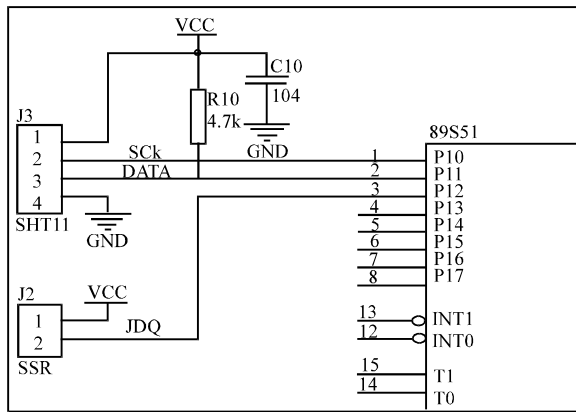 VCC
C10
104
R10
4.7k
GND
J3
1
2
3
4
SHT11
SCk
DATA
GND
J2
1
2
SSR
VCC
JDQ
89S51
1 P10
2 P11
3 P12
4 P13
5 P14
6 P15
7 P16
8 P17
13 INT1
12 INT0
15 T1
14 T0